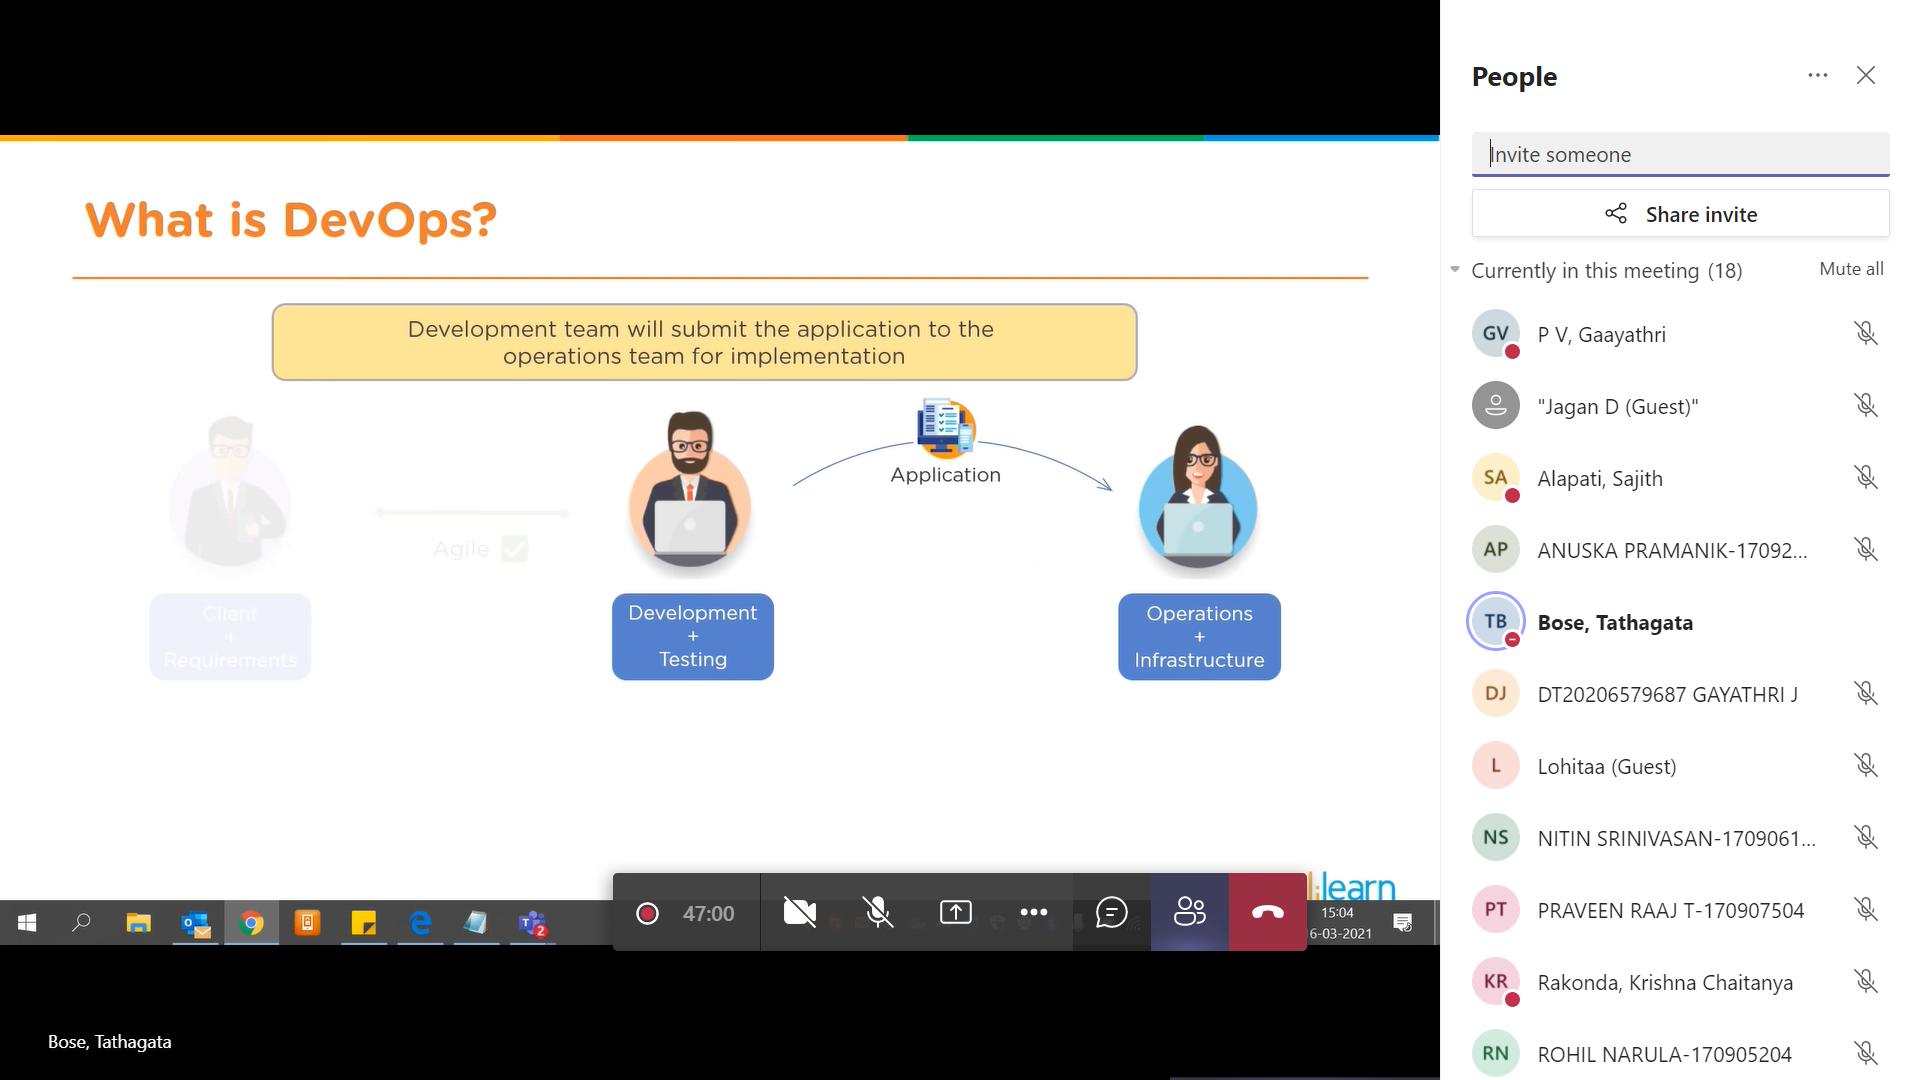 What is DevOps?
Development team will submit the application to the
operations team for implementation
Application
Agile
Client
+
Requirements
Development
+
Testing
Operations
+
Infrastructure
47:00
15:04
6-03-2021
2
Bose, Tathagata
People
Invite someone
Share invite
Currently in this meeting (18)
Mute all
GV
P V, Gaayathri
"Jagan D (Guest)"
SA
Alapati, Sajith
AP
ANUSKA PRAMANIK-17092...
TB
Bose, Tathagata
DJ
DT20206579687 GAYATHRI J
L
Lohitaa (Guest)
NS
NITIN SRINIVASAN-1709061...
PT
PRAVEEN RAAJ T-170907504
KR
Rakonda, Krishna Chaitanya
RN
ROHIL NARULA-170905204